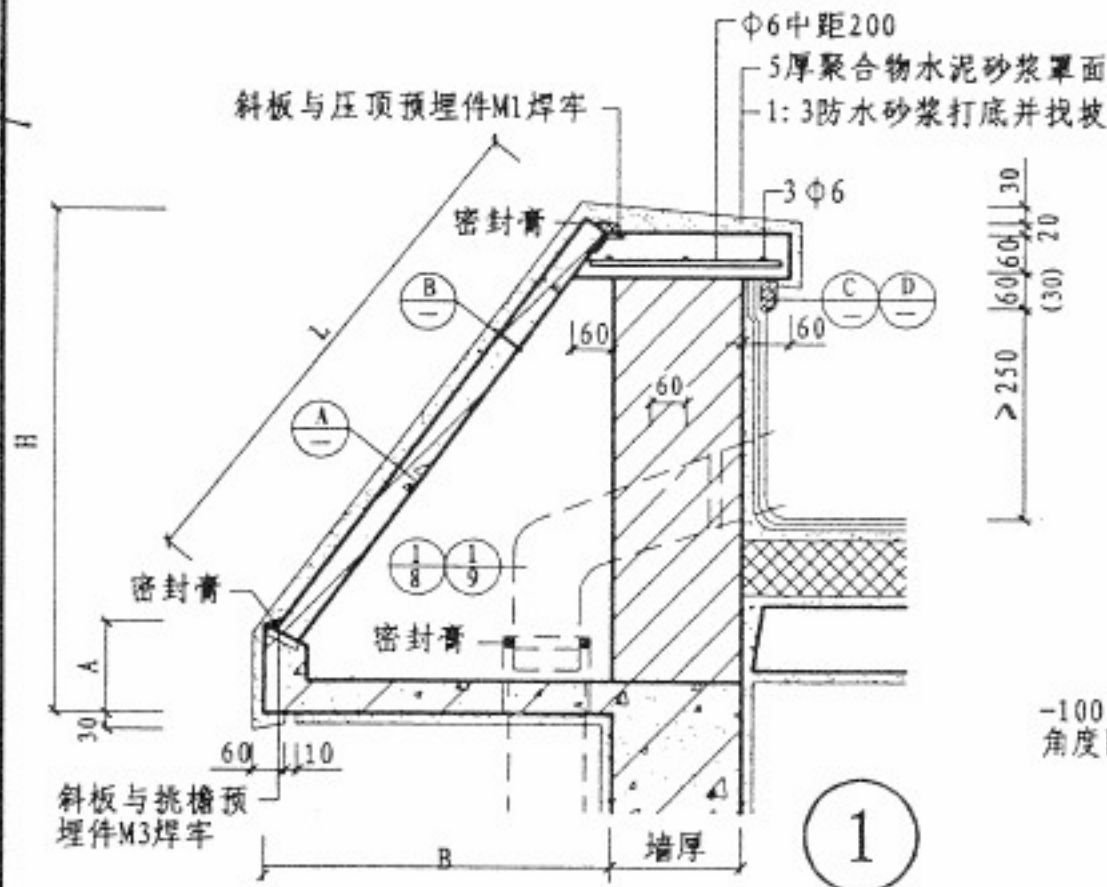 Φ6中距200
5厚聚合物水泥砂浆罩面
1:3防水砂浆打底并找坡
斜板与压顶预埋件M1焊牢
3Φ6
密封膏
30
20
60
60
(30)
≥250
B
—
C
—
D
—
60
60
60
L
H
A
—
1
8
1
9
密封膏
密封膏
A
30
60
10
斜板与挑檐预
埋件M3焊牢
B
墙厚
1
-100
角度